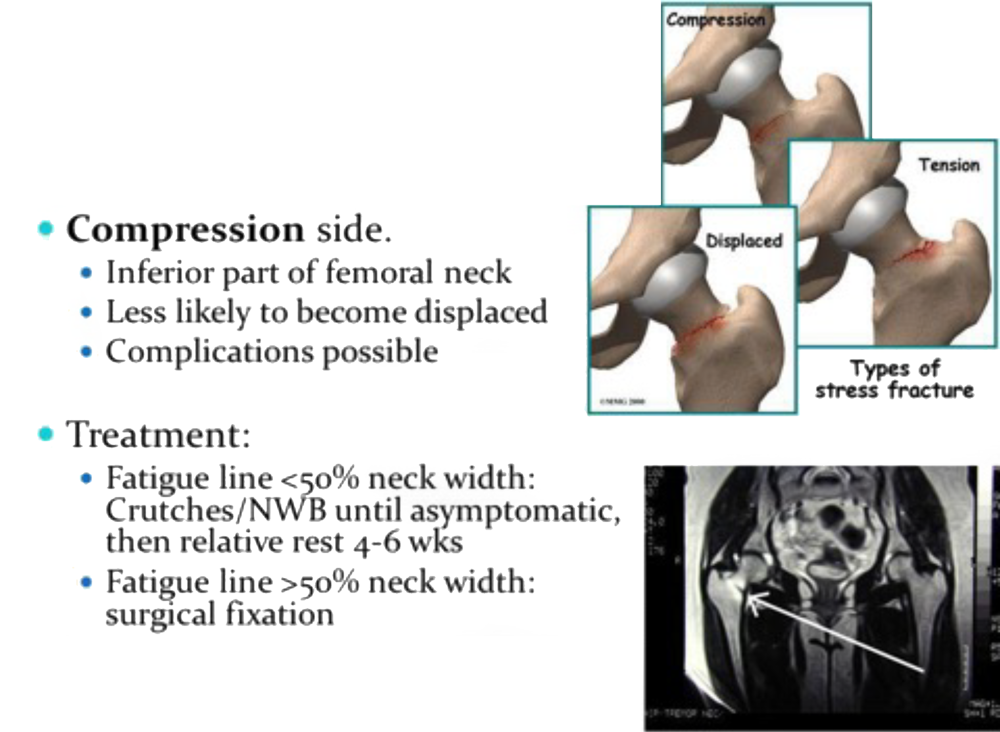 Compression side.
Inferior part of femoral neck
Less likely to become displaced
Complications possible
Treatment:
Fatigue line <50% neck width:
Crutches/NWB until asymptomatic,
then relative rest 4-6 wks
Fatigue line >50% neck width:
surgical fixation
Compression
Tension
Displaced
Types of
stress fracture